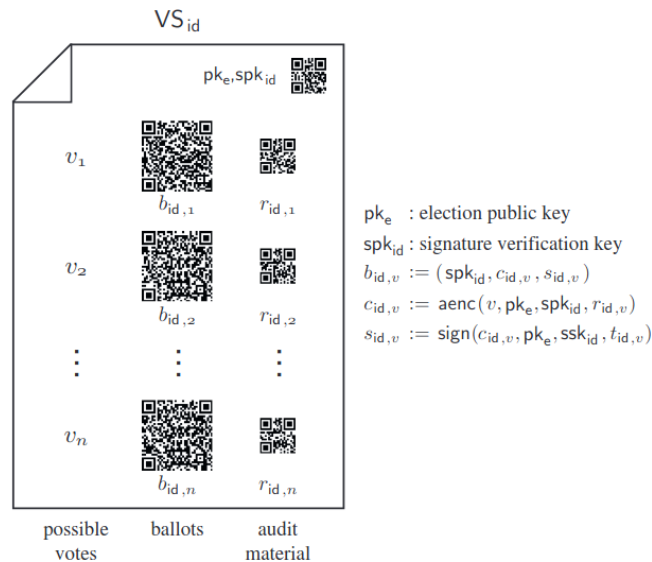 VS_id
pk_e,spk_id
v_1
b_id,1 r_id,1
v_2
b_id,2 r_id,2
⋮ ⋮ ⋮
v_n
b_id,n r_id,n
possible votes ballots audit material
pk_e : election public key
spk_id : signature verification key
b_id,v := (spk_id, c_id,v, s_id,v)
c_id,v := aenc(v, pk_e, spk_id, r_id,v)
s_id,v := sign(c_id,v, pk_e, ssk_id, t_id,v)